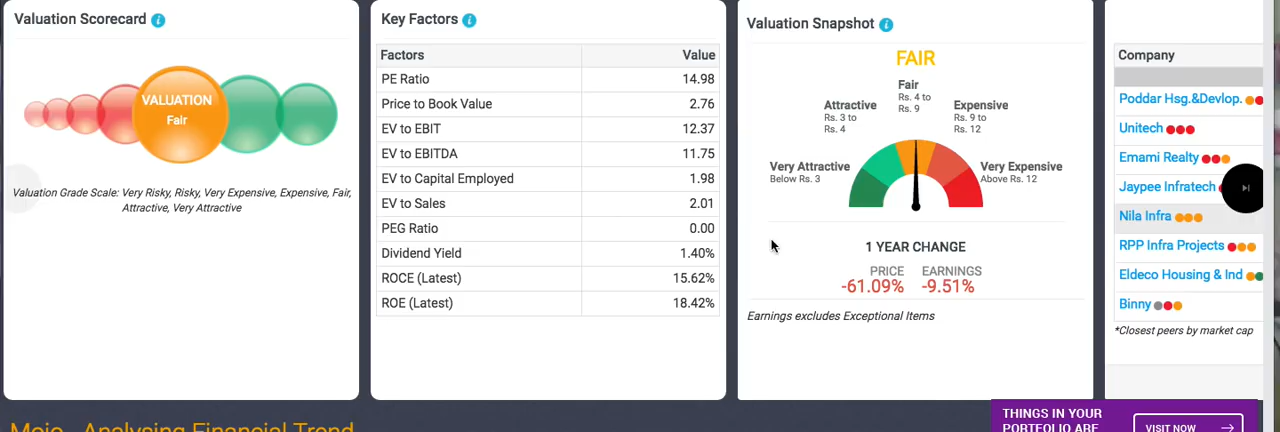 Valuation Scorecard i
VALUATION
Fair
Valuation Grade Scale: Very Risky, Risky, Very Expensive, Expensive, Fair,
Attractive, Very Attractive
Key Factors i
Factors Value
PE Ratio 14.98
Price to Book Value 2.76
EV to EBIT 12.37
EV to EBITDA 11.75
EV to Capital Employed 1.98
EV to Sales 2.01
PEG Ratio 0.00
Dividend Yield 1.40%
ROCE (Latest) 15.62%
ROE (Latest) 18.42%
Valuation Snapshot i
FAIR
Fair
Rs. 4 to
Rs. 9
Attractive
Rs. 3 to
Rs. 4
Expensive
Rs. 9 to
Rs. 12
Very Attractive
Below Rs. 3
Very Expensive
Above Rs. 12
1 YEAR CHANGE
PRICE EARNINGS
-61.09% -9.51%
Earnings excludes Exceptional Items
Company
Poddar Hsg.&Devlop.
Unitech
Emami Realty
Jaypee Infratech
Nila Infra
RPP Infra Projects
Eldeco Housing & Ind
Binny
*Closest peers by market cap
Mojo - Analysing Financial Trend
THINGS IN YOUR
PORTFOLIO ARE
VISIT NOW